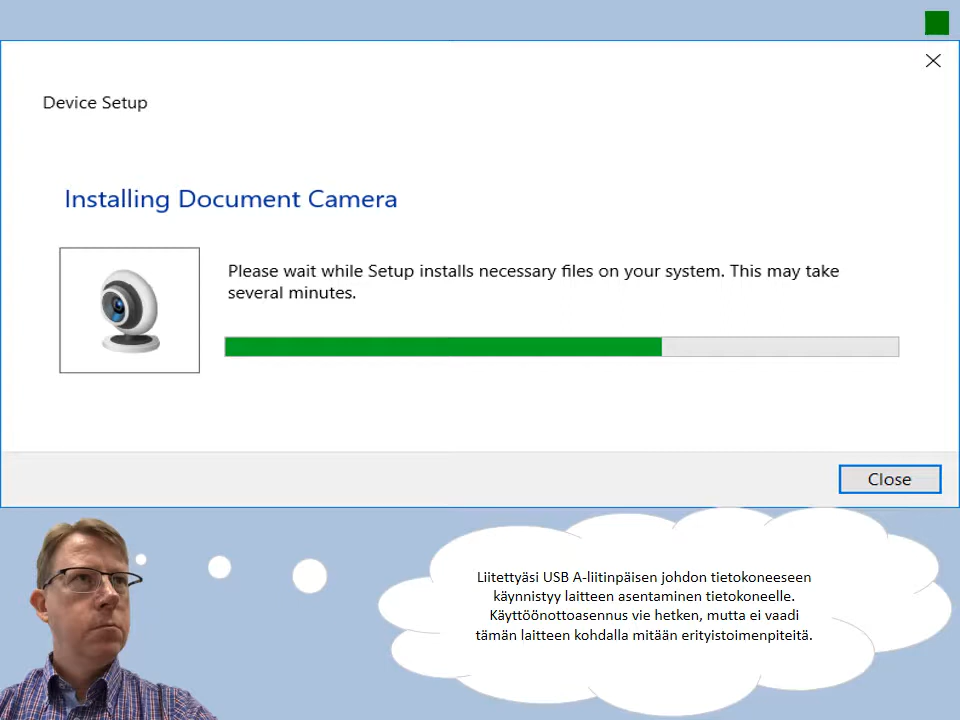 Device Setup
Installing Document Camera
Please wait while Setup installs necessary files on your system. This may take
several minutes.
Close
Liitettyäsi USB A-liitinpäisen johdon tietokoneeseen
käynnistyy laitteen asentaminen tietokoneelle.
Käyttöönottoasennus vie hetken, mutta ei vaadi
tämän laitteen kohdalla mitään erityistoimenpiteitä.